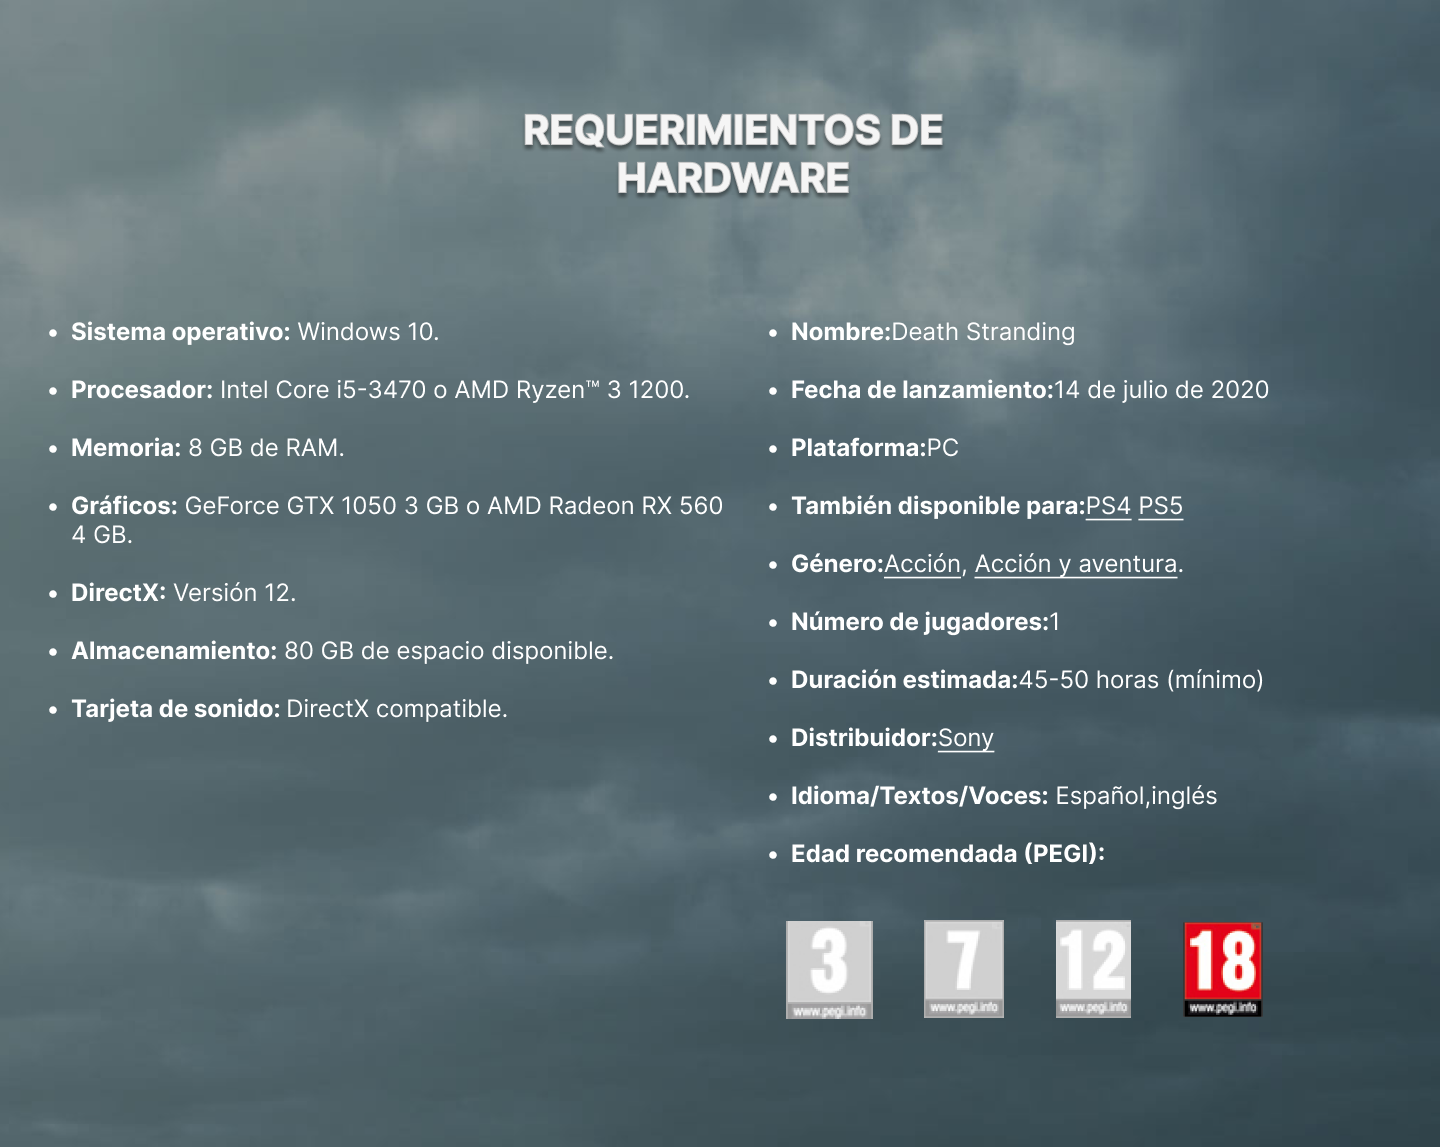 REQUERIMIENTOS DE
HARDWARE
• Sistema operativo: Windows 10.
• Procesador: Intel Core i5-3470 o AMD Ryzen™ 3 1200.
• Memoria: 8 GB de RAM.
• Gráficos: GeForce GTX 1050 3 GB o AMD Radeon RX 560
4 GB.
• DirectX: Versión 12.
• Almacenamiento: 80 GB de espacio disponible.
• Tarjeta de sonido: DirectX compatible.
• Nombre:Death Stranding
• Fecha de lanzamiento:14 de julio de 2020
• Plataforma:PC
• También disponible para:PS4 PS5
• Género:Acción, Acción y aventura.
• Número de jugadores:1
• Duración estimada:45-50 horas (mínimo)
• Distribuidor:Sony
• Idioma/Textos/Voces: Español,inglés
• Edad recomendada (PEGI):
3 7 12 18
www.pegi.info www.pegi.info www.pegi.info www.pegi.info